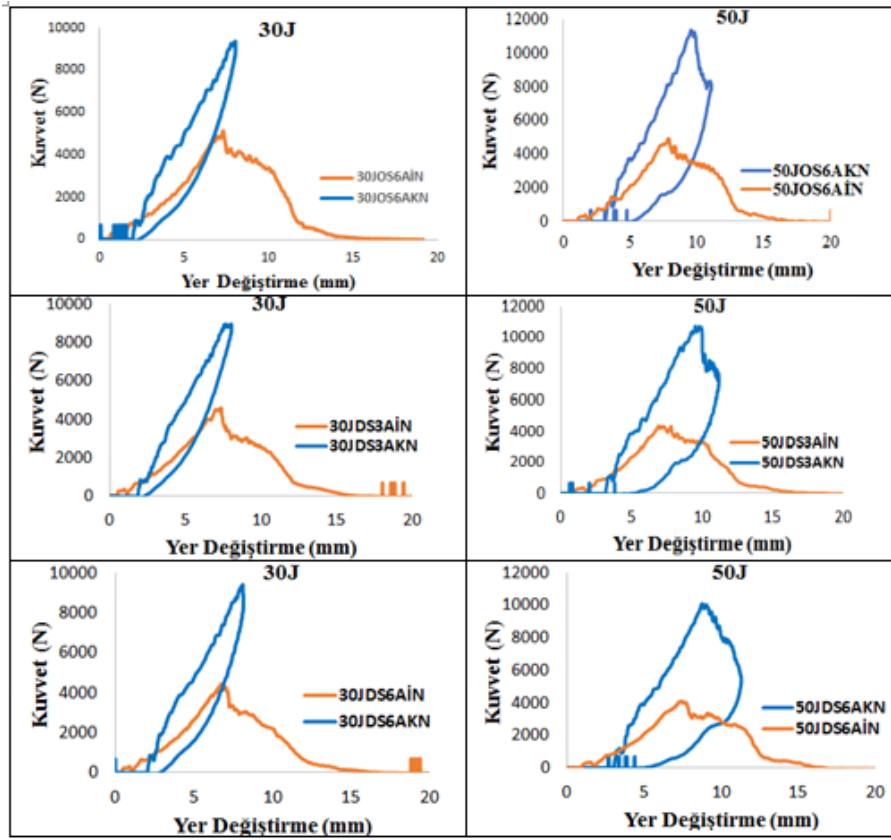 30J
Kuvvet (N)
10000
8000
6000
4000
2000
0
0 5 10 15 20
Yer Değiştirme (mm)
30JOS6AİN
30JOS6AKN
50J
Kuvvet (N)
12000
10000
8000
6000
4000
2000
0
0 5 10 15 20
Yer Değiştirme (mm)
50JOS6AKN
50JOS6AİN
30J
Kuvvet (N)
10000
8000
6000
4000
2000
0
0 5 10 15 20
Yer Değiştirme (mm)
30JDS3AİN
30JDS3AKN
50J
Kuvvet (N)
12000
10000
8000
6000
4000
2000
0
0 5 10 15 20
Yer Değiştirme (mm)
50JDS3AİN
50JDS3AKN
30J
Kuvvet (N)
10000
8000
6000
4000
2000
0
0 5 10 15 20
Yer Değiştirme (mm)
30JDS6AİN
30JDS6AKN
50J
Kuvvet (N)
12000
10000
8000
6000
4000
2000
0
0 5 10 15 20
Yer Değiştirme (mm)
50JDS6AKN
50JDS6AİN